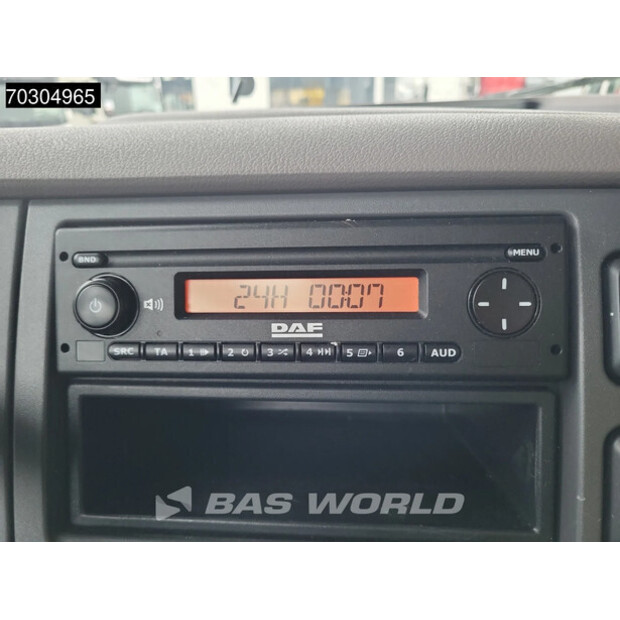 70304965
BND
MENU
24H 00:07
DAF
SRC TA 1 2 3 4 5 6 AUD
BAS WORLD